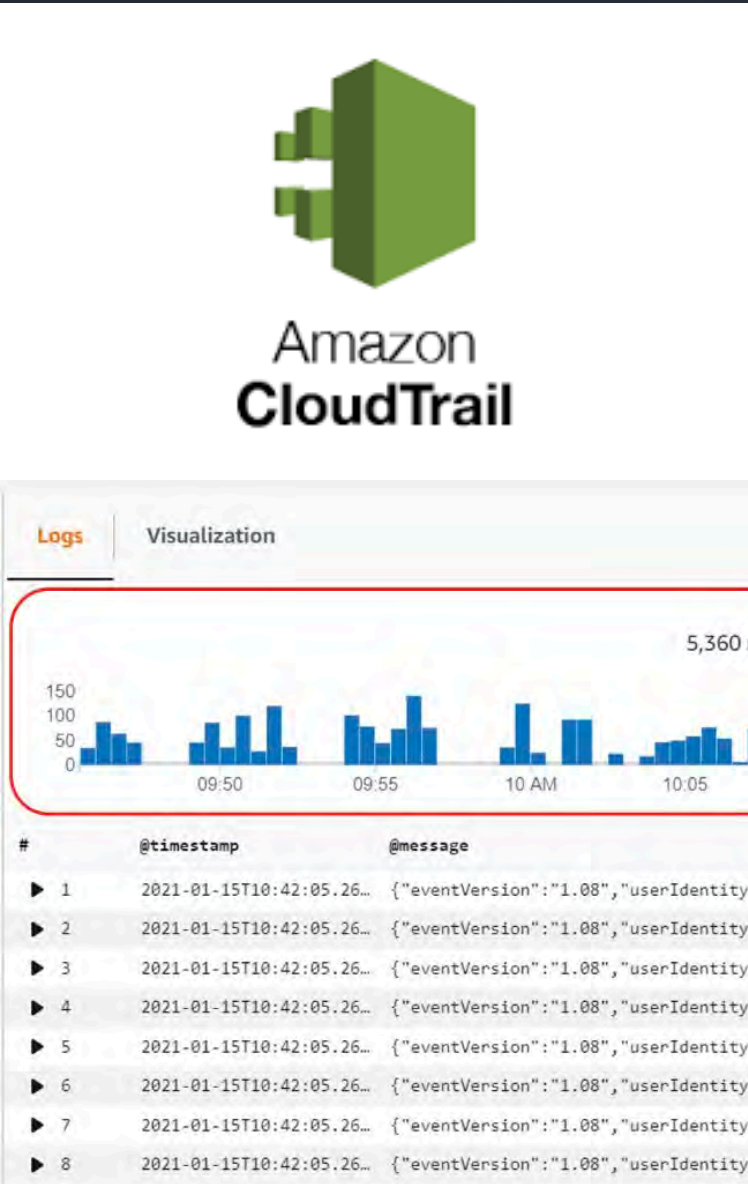 Amazon
CloudTrail
Logs Visualization
5,360
150
100
50
0
09:50 09:55 10 AM 10:05
# @timestamp @message
1 2021-01-15T10:42:05.26… {"eventVersion":"1.08","userIdentity
2 2021-01-15T10:42:05.26… {"eventVersion":"1.08","userIdentity
3 2021-01-15T10:42:05.26… {"eventVersion":"1.08","userIdentity
4 2021-01-15T10:42:05.26… {"eventVersion":"1.08","userIdentity
5 2021-01-15T10:42:05.26… {"eventVersion":"1.08","userIdentity
6 2021-01-15T10:42:05.26… {"eventVersion":"1.08","userIdentity
7 2021-01-15T10:42:05.26… {"eventVersion":"1.08","userIdentity
8 2021-01-15T10:42:05.26… {"eventVersion":"1.08","userIdentity